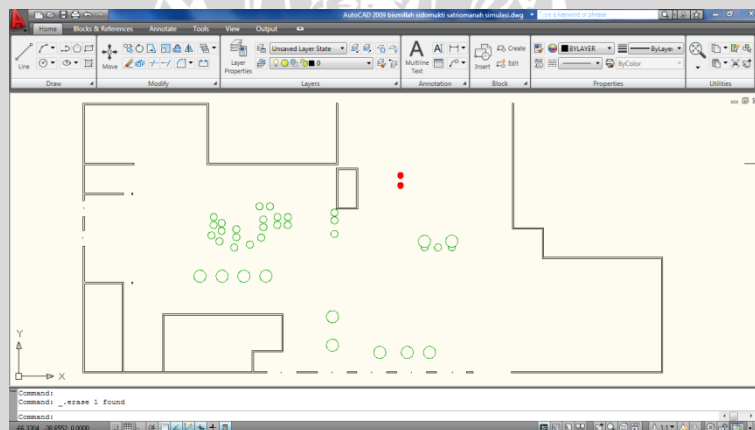 AutoCAD 2009 bismillah sidomukti satriomanah simulasi.dwg
Type a keyword or phrase
Home Blocks & References Annotate Tools View Output
Line
Move
Layer Properties
Unsaved Layer State
0
Multiline Text
Insert
Create
Edit
BYLAYER
ByLayer
ByColor
Draw Modify Layers Annotation Block Properties Utilities
Y
X
Command:
Command: _.erase 1 found
Command:
1:1